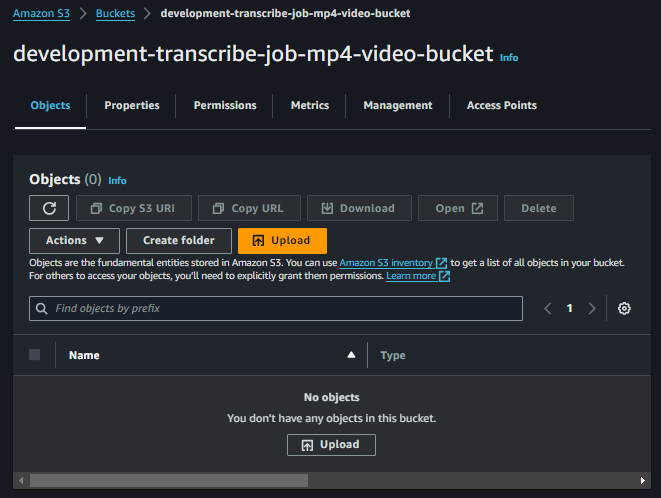 Amazon S3 > Buckets > development-transcribe-job-mp4-video-bucket
development-transcribe-job-mp4-video-bucket Info
Objects Properties Permissions Metrics Management Access Points
Objects (0) Info
Copy S3 URI Copy URL Download Open Delete
Actions Create folder Upload
Objects are the fundamental entities stored in Amazon S3. You can use Amazon S3 inventory to get a list of all objects in your bucket.
For others to access your objects, you'll need to explicitly grant them permissions. Learn more
Find objects by prefix 1
Name Type
No objects
You don't have any objects in this bucket.
Upload